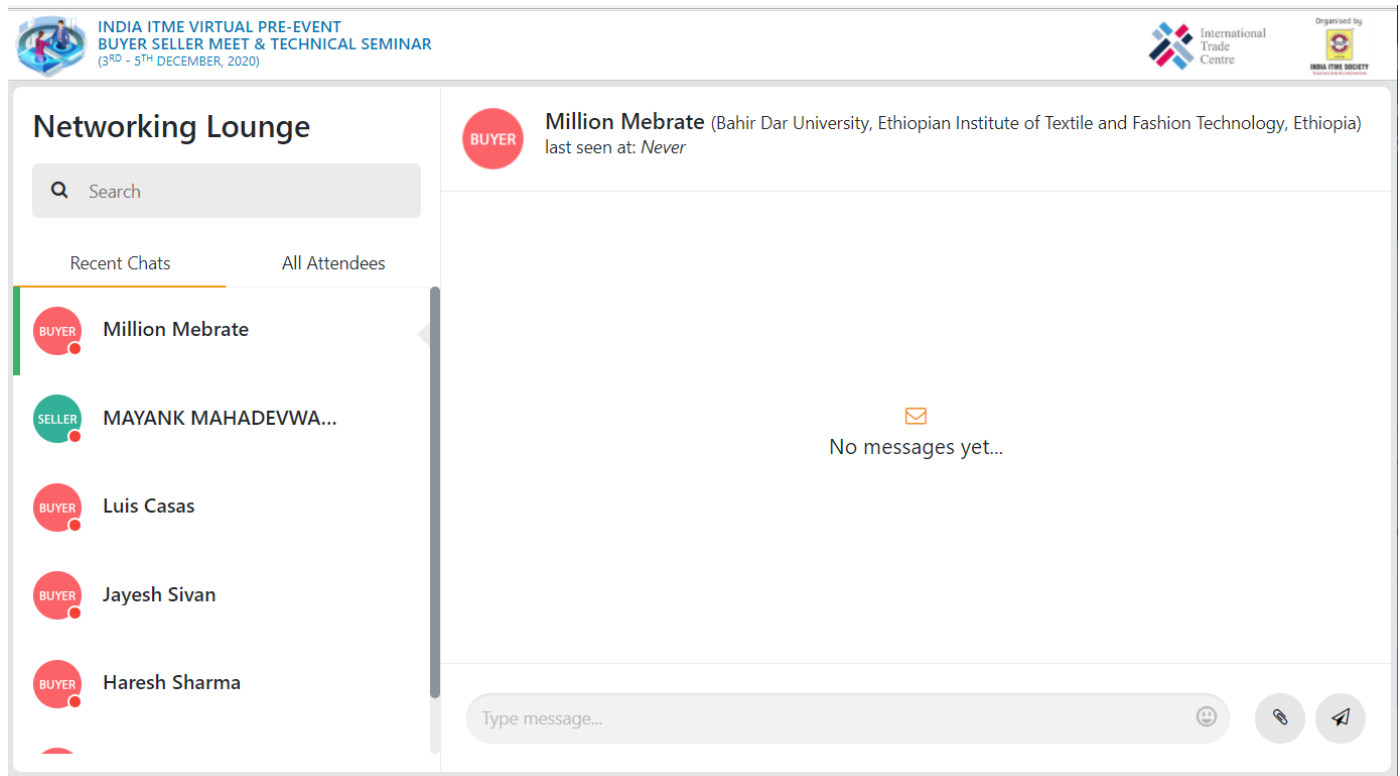 INDIA ITME VIRTUAL PRE-EVENT
BUYER SELLER MEET & TECHNICAL SEMINAR
(3RD - 5TH DECEMBER, 2020)
International
Trade
Centre
Organised by
INDIA ITME SOCIETY
Networking Lounge
Search
Recent Chats
All Attendees
BUYER
Million Mebrate
SELLER
MAYANK MAHADEVWA...
BUYER
Luis Casas
BUYER
Jayesh Sivan
BUYER
Haresh Sharma
BUYER
Million Mebrate (Bahir Dar University, Ethiopian Institute of Textile and Fashion Technology, Ethiopia)
last seen at: Never
No messages yet...
Type message...